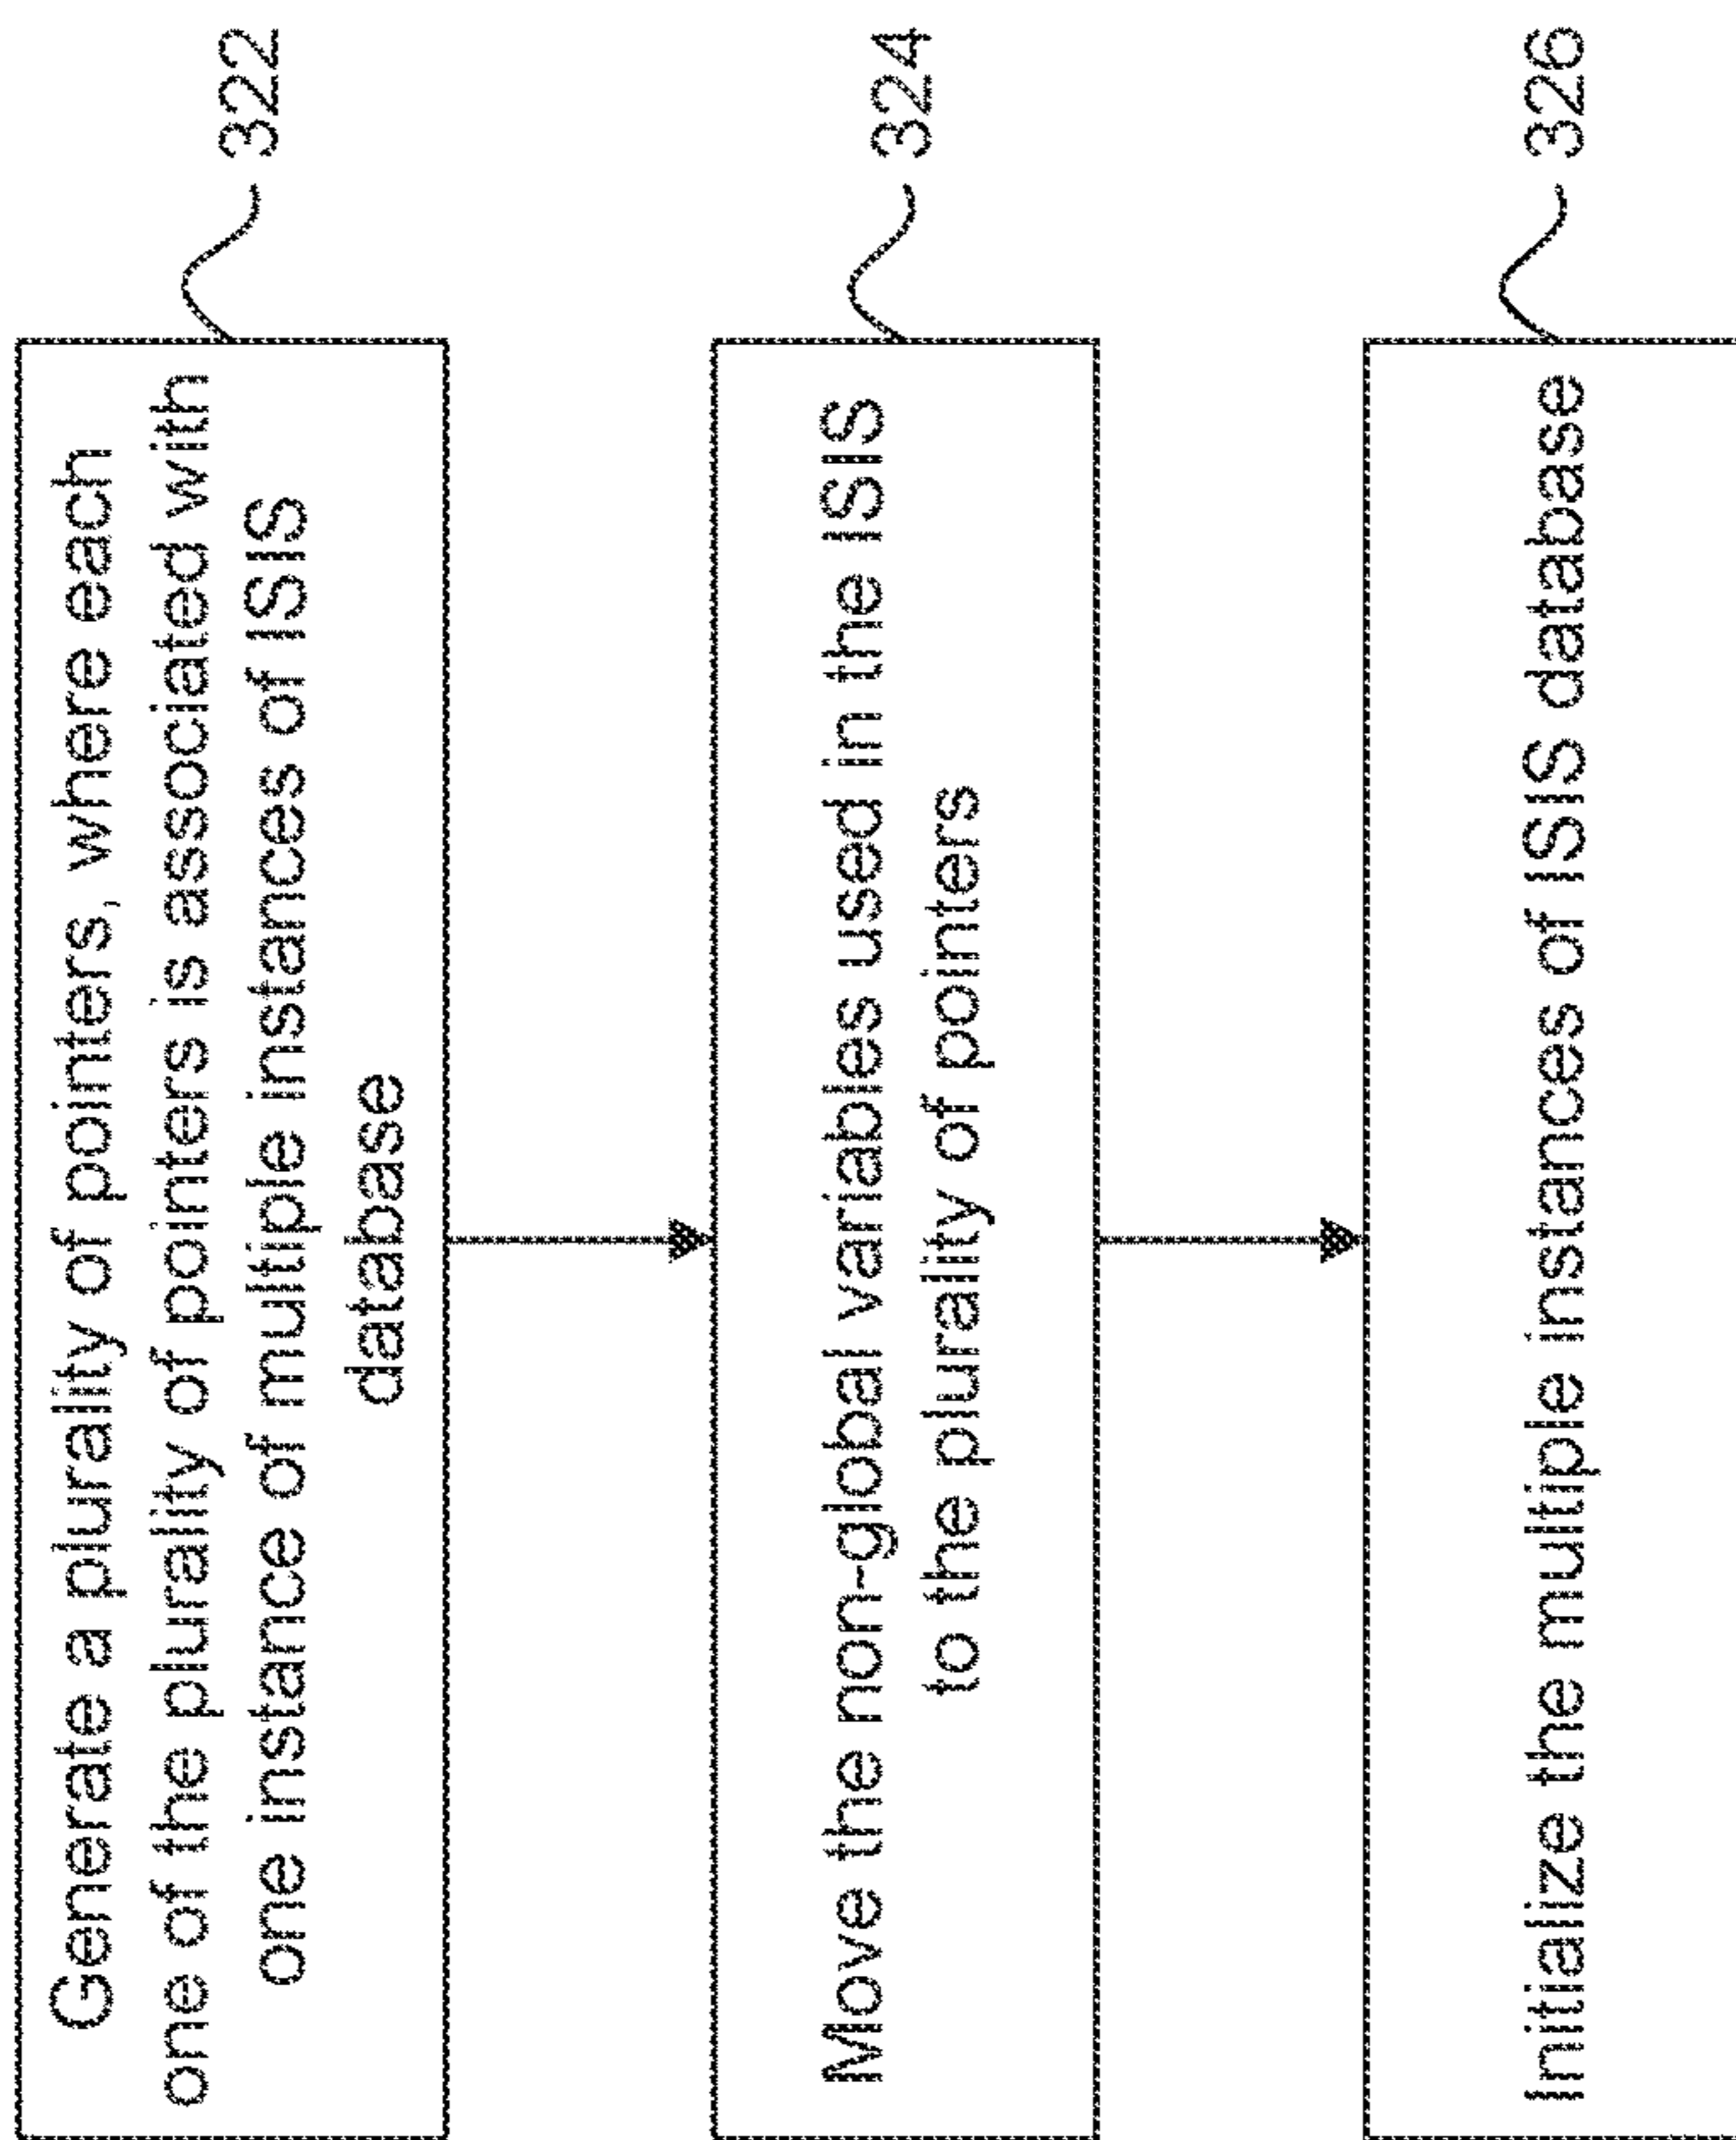 Generate a plurality of pointers, where each
one of the plurality of pointers is associated with
one instance of multiple instances of ISIS
database
322
Move the non-global variables used in the ISIS
to the plurality of pointers
324
Initialize the multiple instances of ISIS database
326